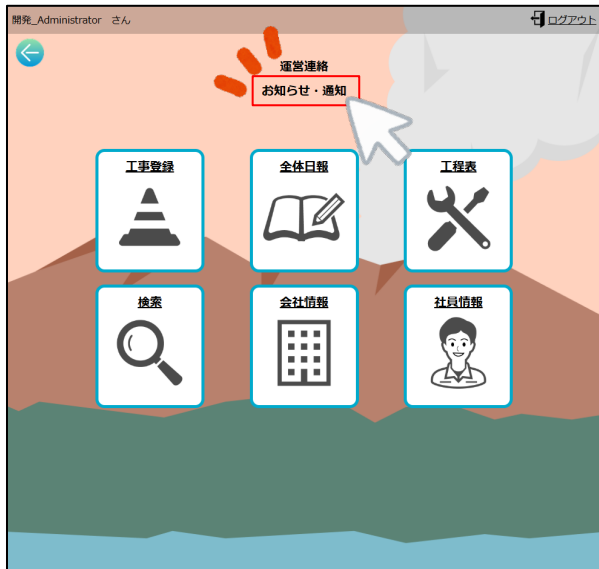 開発_Administrator さん
ログアウト
運営連絡
お知らせ・通知
工事登録
全体日報
工程表
検索
会社情報
社員情報